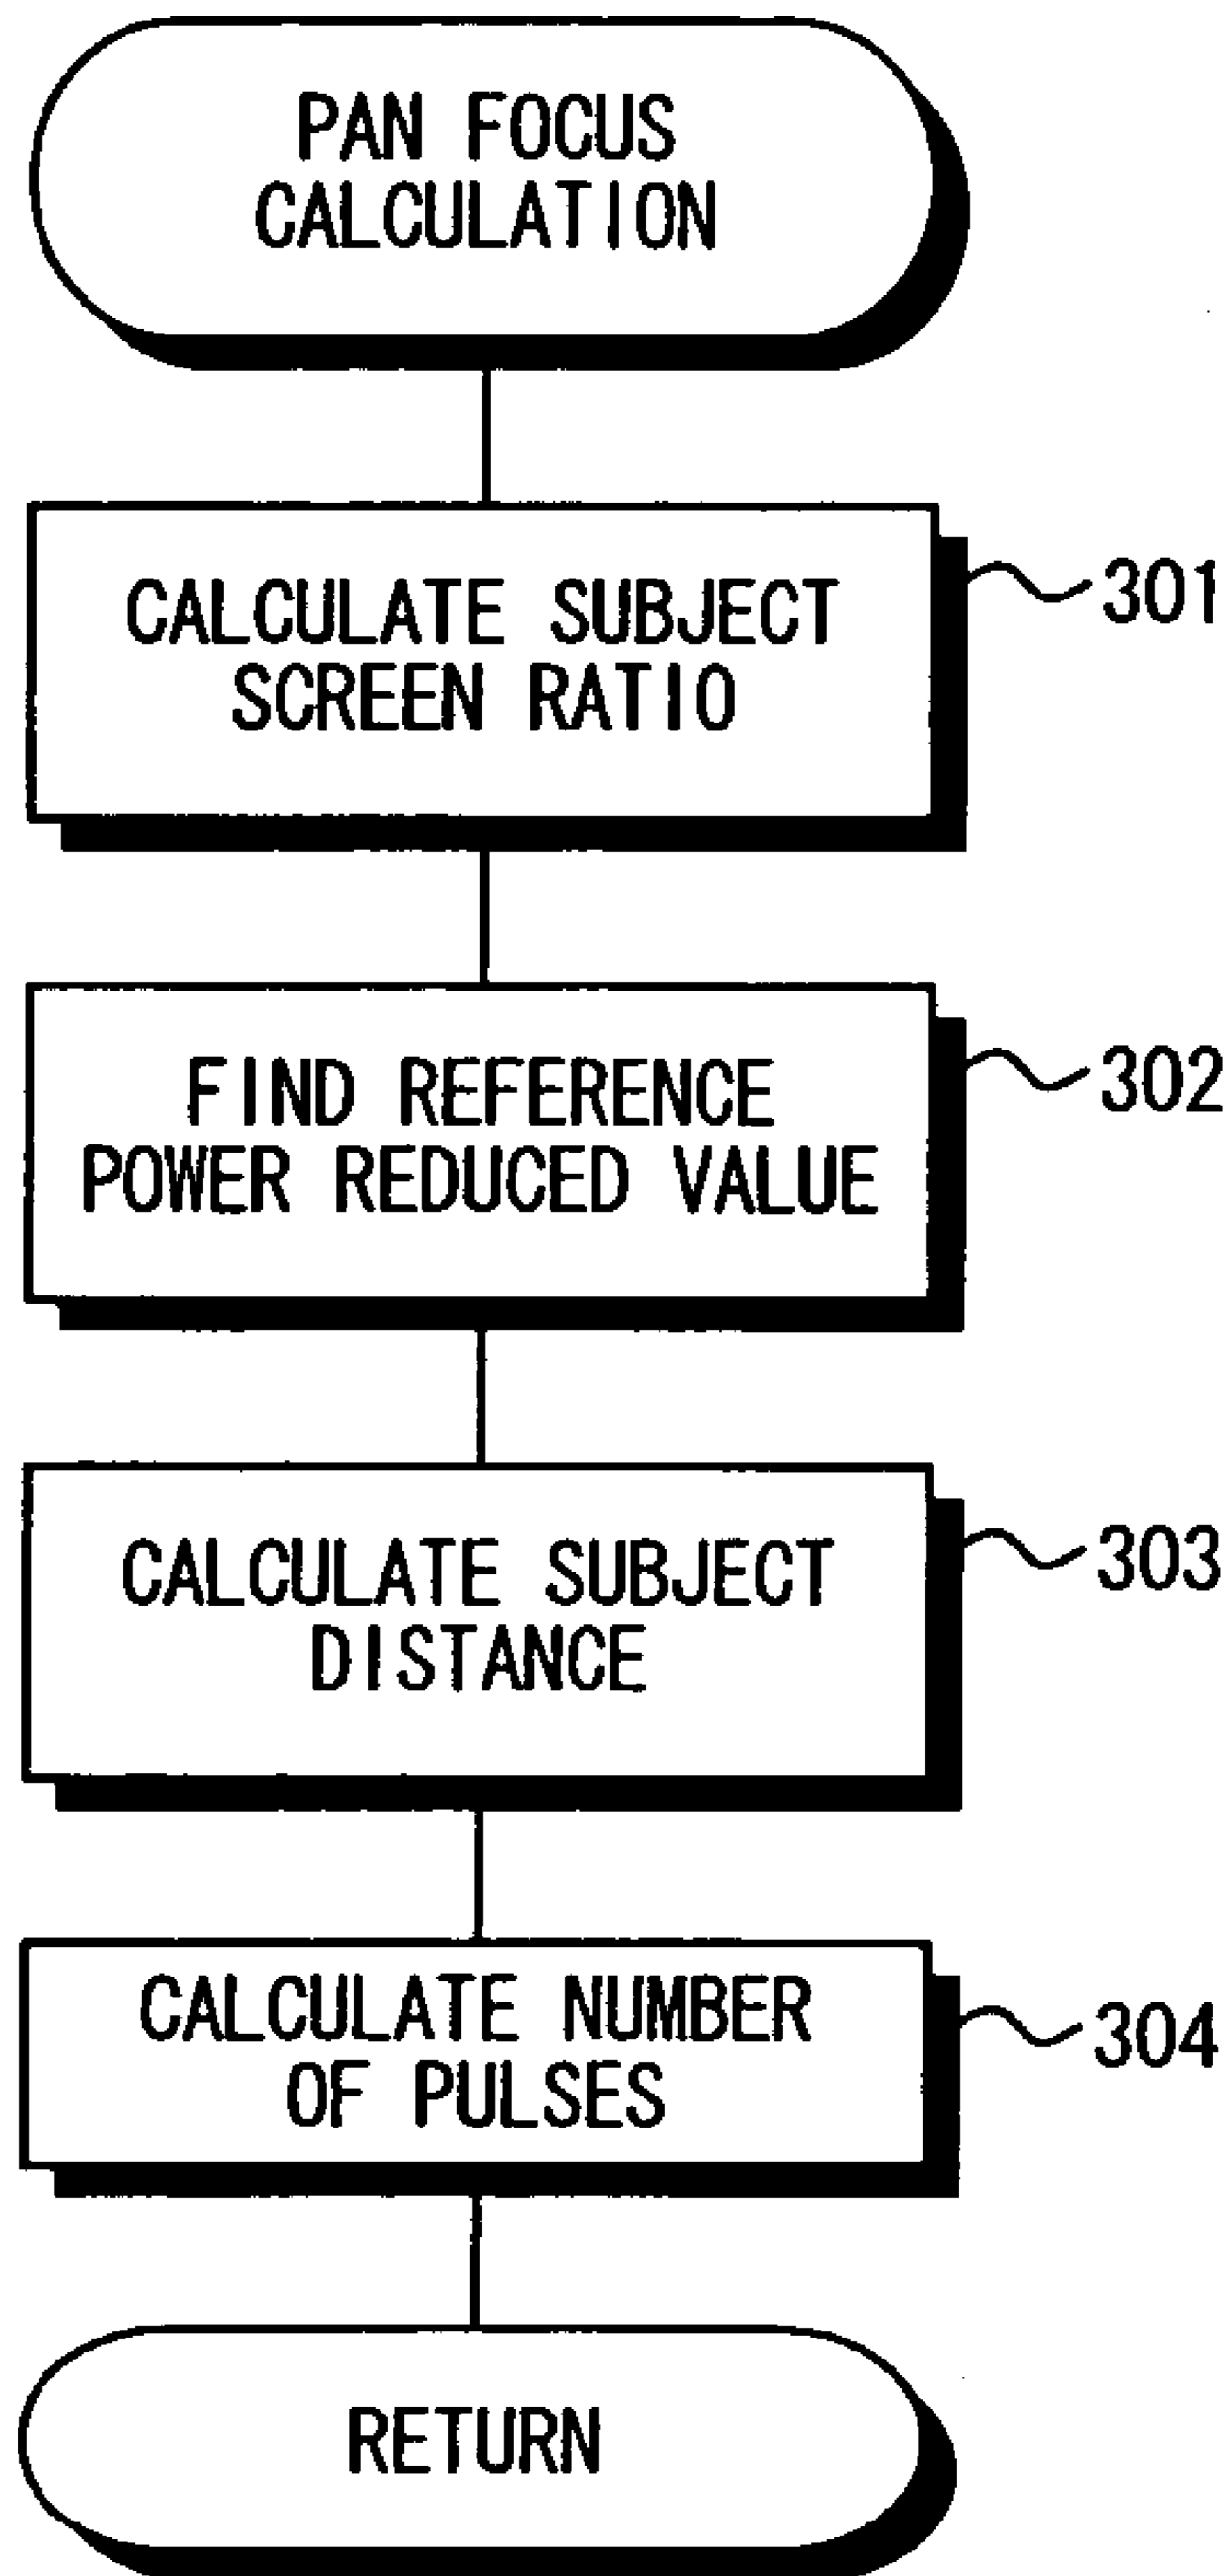 PAN FOCUS
CALCULATION
CALCULATE SUBJECT
SCREEN RATIO
301
FIND REFERENCE
POWER REDUCED VALUE
302
CALCULATE SUBJECT
DISTANCE
303
CALCULATE NUMBER
OF PULSES
304
RETURN